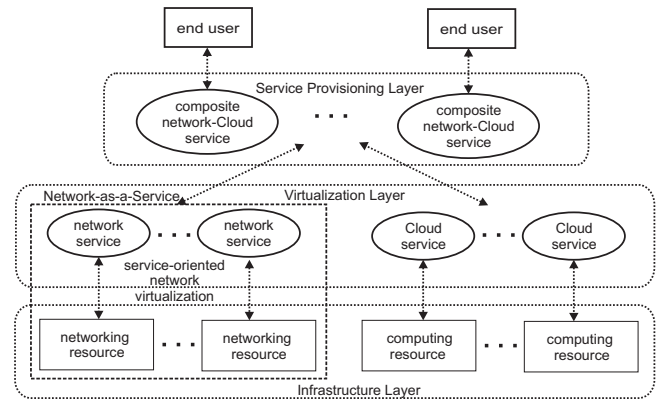 end user
end user
Service Provisioning Layer
composite
network-Cloud
service
. . .
composite
network-Cloud
service
Network-as-a-Service
Virtualization Layer
network
service
. . .
network
service
Cloud
service
. . .
Cloud
service
service-oriented
network
virtualization
networking
resource
. . .
networking
resource
computing
resource
. . .
computing
resource
Infrastructure Layer